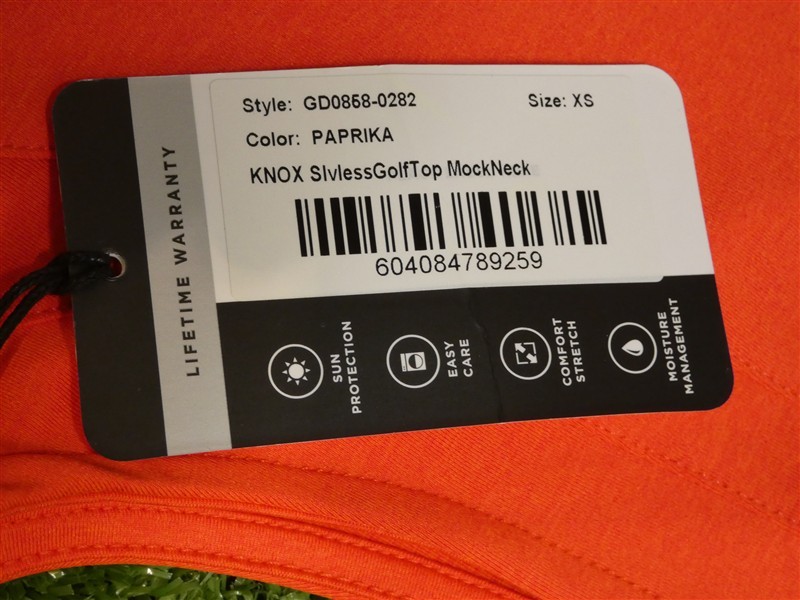 Style: GD0858-0282
Size: XS
Color: PAPRIKA
KNOX SlvlessGolfTop MockNeck
604084789259
LIFETIME WARRANTY
SUN
PROTECTION
EASY
CARE
COMFORT
STRETCH
MOISTURE
MANAGEMENT